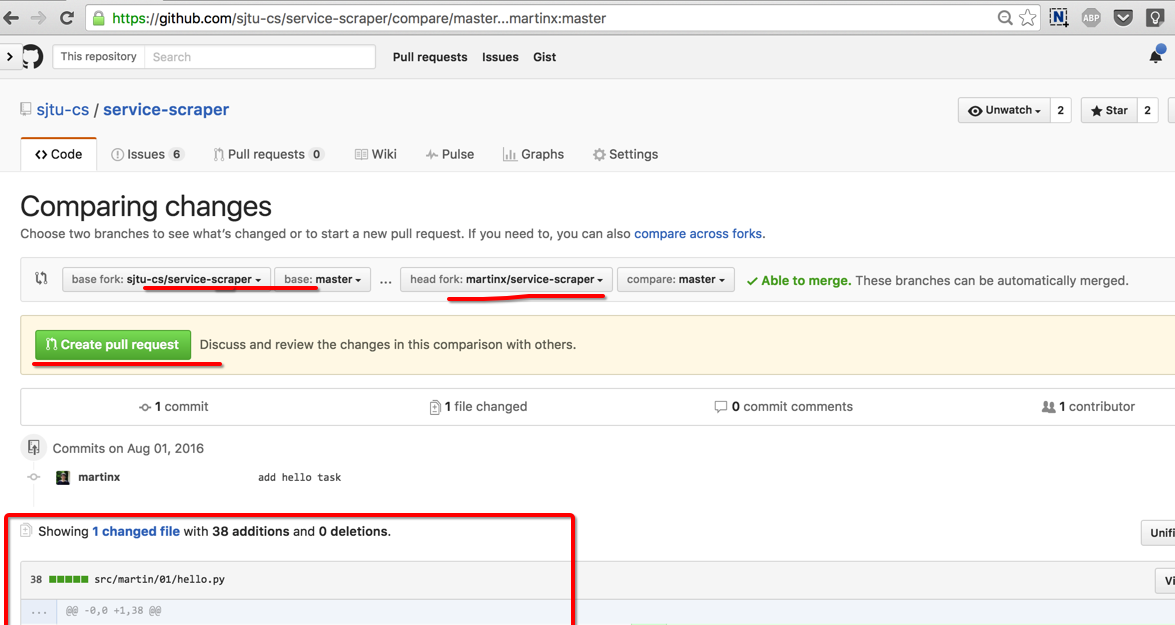 https://github.com/sjtu-cs/service-scraper/compare/master...martinx:master
N
ABP
This repository Search Pull requests Issues Gist
sjtu-cs / service-scraper
Unwatch 2 Star 2
Code Issues 6 Pull requests 0 Wiki Pulse Graphs Settings
Comparing changes
Choose two branches to see what's changed or to start a new pull request. If you need to, you can also compare across forks.
base fork: sjtu-cs/service-scraper base: master ... head fork: martinx/service-scraper compare: master Able to merge. These branches can be automatically merged.
Create pull request Discuss and review the changes in this comparison with others.
1 commit 1 file changed 0 commit comments 1 contributor
Commits on Aug 01, 2016
martinx add hello task
Showing 1 changed file with 38 additions and 0 deletions.
Unifi
38 src/martin/01/hello.py
Vi
... @@ -0,0 +1,38 @@